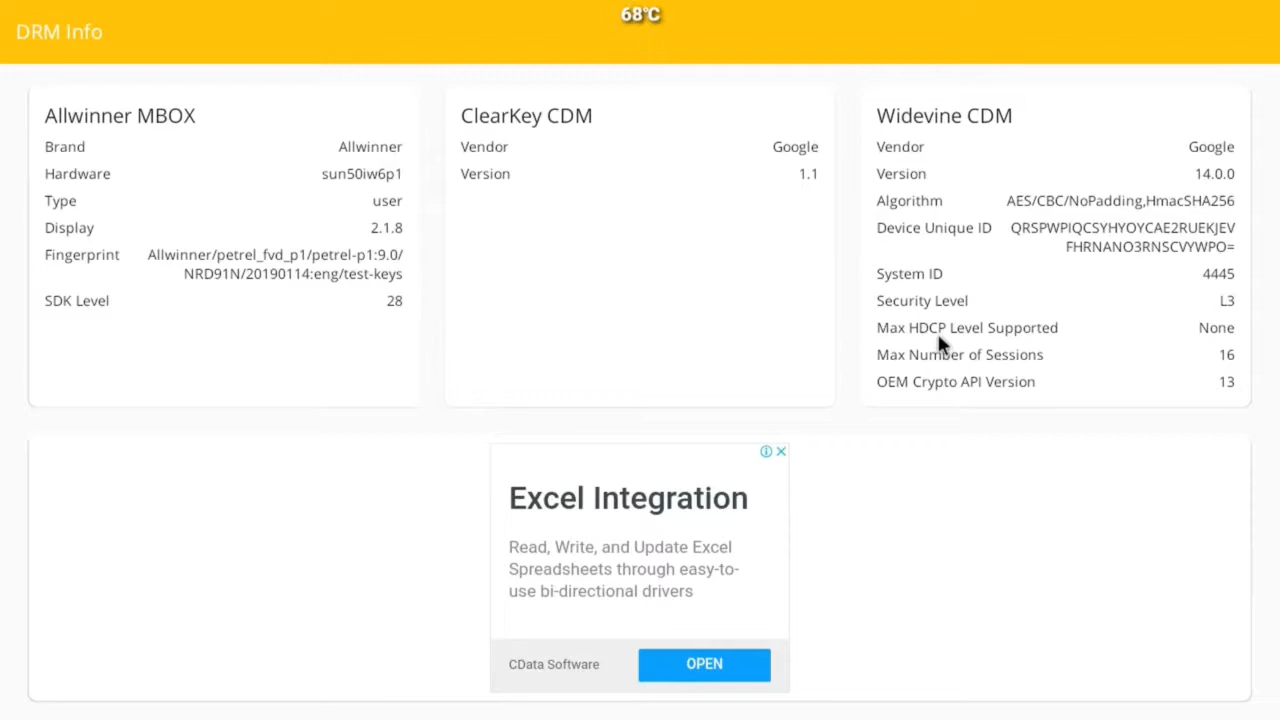 68°C
DRM Info
Allwinner MBOX
Brand Allwinner
Hardware sun50iw6p1
Type user
Display 2.1.8
Fingerprint Allwinner/petrel_fvd_p1/petrel-p1:9.0/
NRD91N/20190114:eng/test-keys
SDK Level 28
ClearKey CDM
Vendor Google
Version 1.1
Widevine CDM
Vendor Google
Version 14.0.0
Algorithm AES/CBC/NoPadding,HmacSHA256
Device Unique ID QRSPWPIQCSYHYOYCAE2RUEKJEV
FHRNANO3RNSCVYWPO=
System ID 4445
Security Level L3
Max HDCP Level Supported None
Max Number of Sessions 16
OEM Crypto API Version 13
Excel Integration
Read, Write, and Update Excel
Spreadsheets through easy-to-
use bi-directional drivers
CData Software OPEN